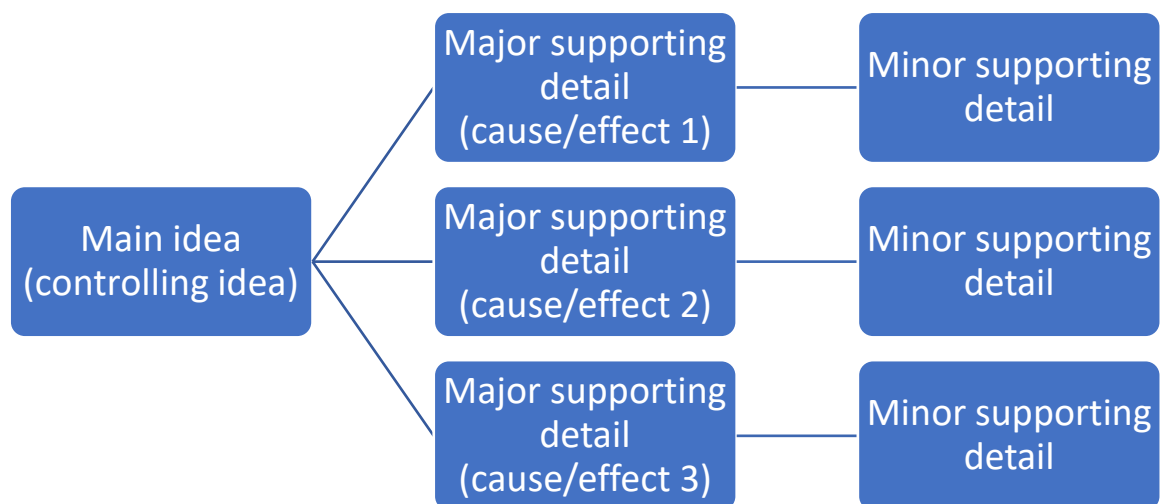 Major supporting
detail
(cause/effect 1)
Minor supporting
detail
Main idea
(controlling idea)
Major supporting
detail
(cause/effect 2)
Minor supporting
detail
Major supporting
detail
(cause/effect 3)
Minor supporting
detail